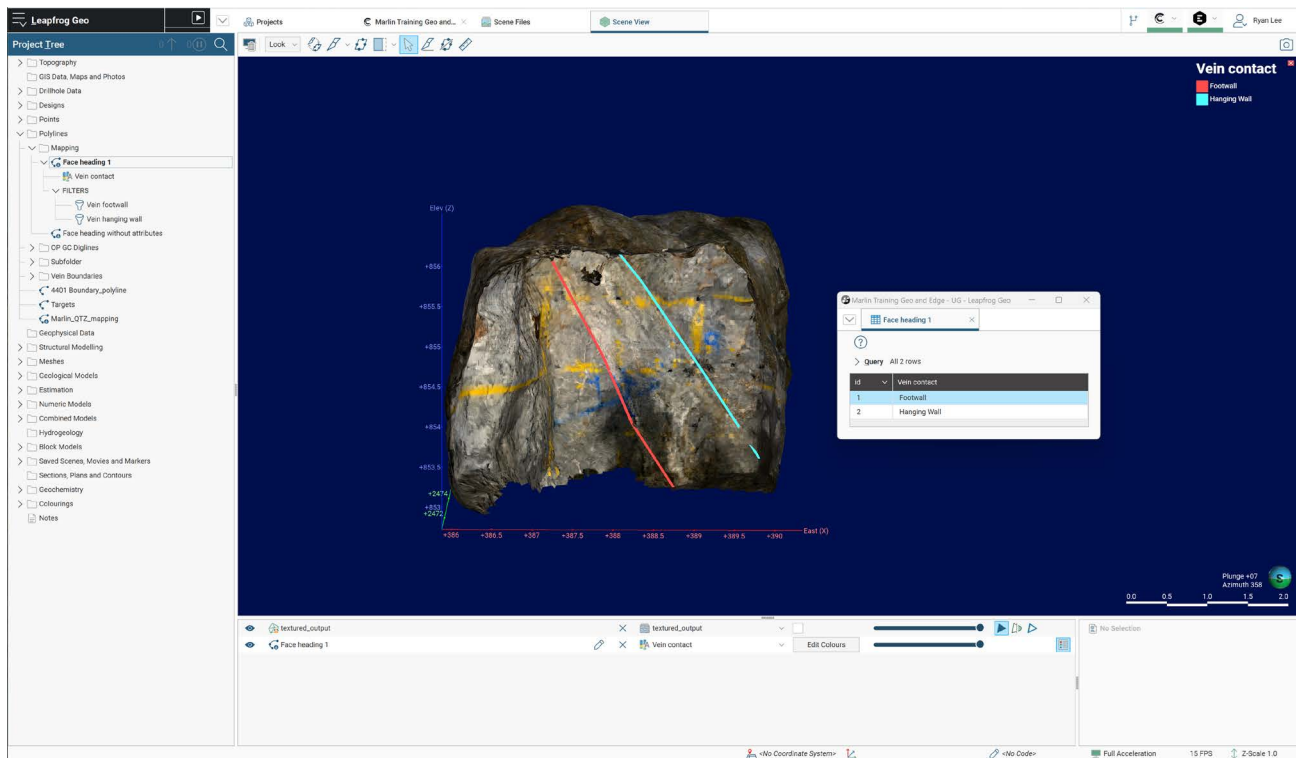 Leapfrog Geo
Projects
Marlin Training Geo and...
Scene Files
Scene View
Ryan Lee
Project Tree
0
0
Look
Topography
GIS Data, Maps and Photos
Drillhole Data
Designs
Points
Polylines
Mapping
Face heading 1
Vein contact
FILTERS
Vein footwall
Vein hanging wall
Face heading without attributes
OP GC Diglines
Subfolder
Vein Boundaries
4401 Boundary_polyline
Targets
Marlin_QTZ_mapping
Geophysical Data
Structural Modelling
Meshes
Geological Models
Estimation
Numeric Models
Combined Models
Hydrogeology
Block Models
Saved Scenes, Movies and Markers
Sections, Plans and Contours
Geochemistry
Colourings
Notes
Vein contact
Footwall
Hanging Wall
Elev (Z)
+856
+855.5
+855
+854.5
+854
+853.5
+2474
+853
+2472
+386
+386.5
+387
+387.5
+388
+388.5
+389
+389.5
+390
East (X)
Marlin Training Geo and Edge - UG - Leapfrog Geo
Face heading 1
Query All 2 rows
id Vein contact
1 Footwall
2 Hanging Wall
Plunge +07
Azimuth 358
S
0.0 0.5 1.0 1.5 2.0
textured_output
textured_output
Face heading 1
Vein contact
Edit Colours
No Selection
<No Coordinate System>
<No Code>
Full Acceleration
15 FPS
Z-Scale 1.0